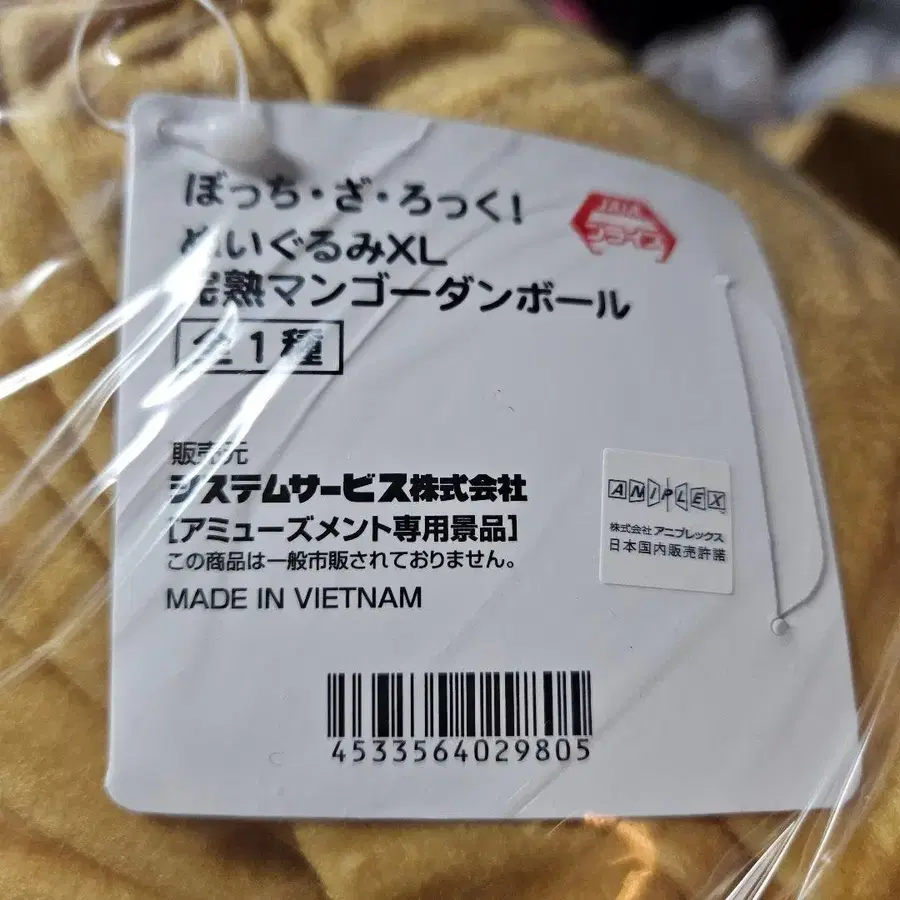 ぼっち・ざ・ろっく！
ぬいぐるみXL
完熟マンゴーダンボール
全1種
JAIA
プライズ
販売元
システムサービス株式会社
[アミューズメント専用景品]
この商品は一般市販されておりません。
MADE IN VIETNAM
ANIPLEX
株式会社 アニプレックス
日本国内販売許諾
4533564029805